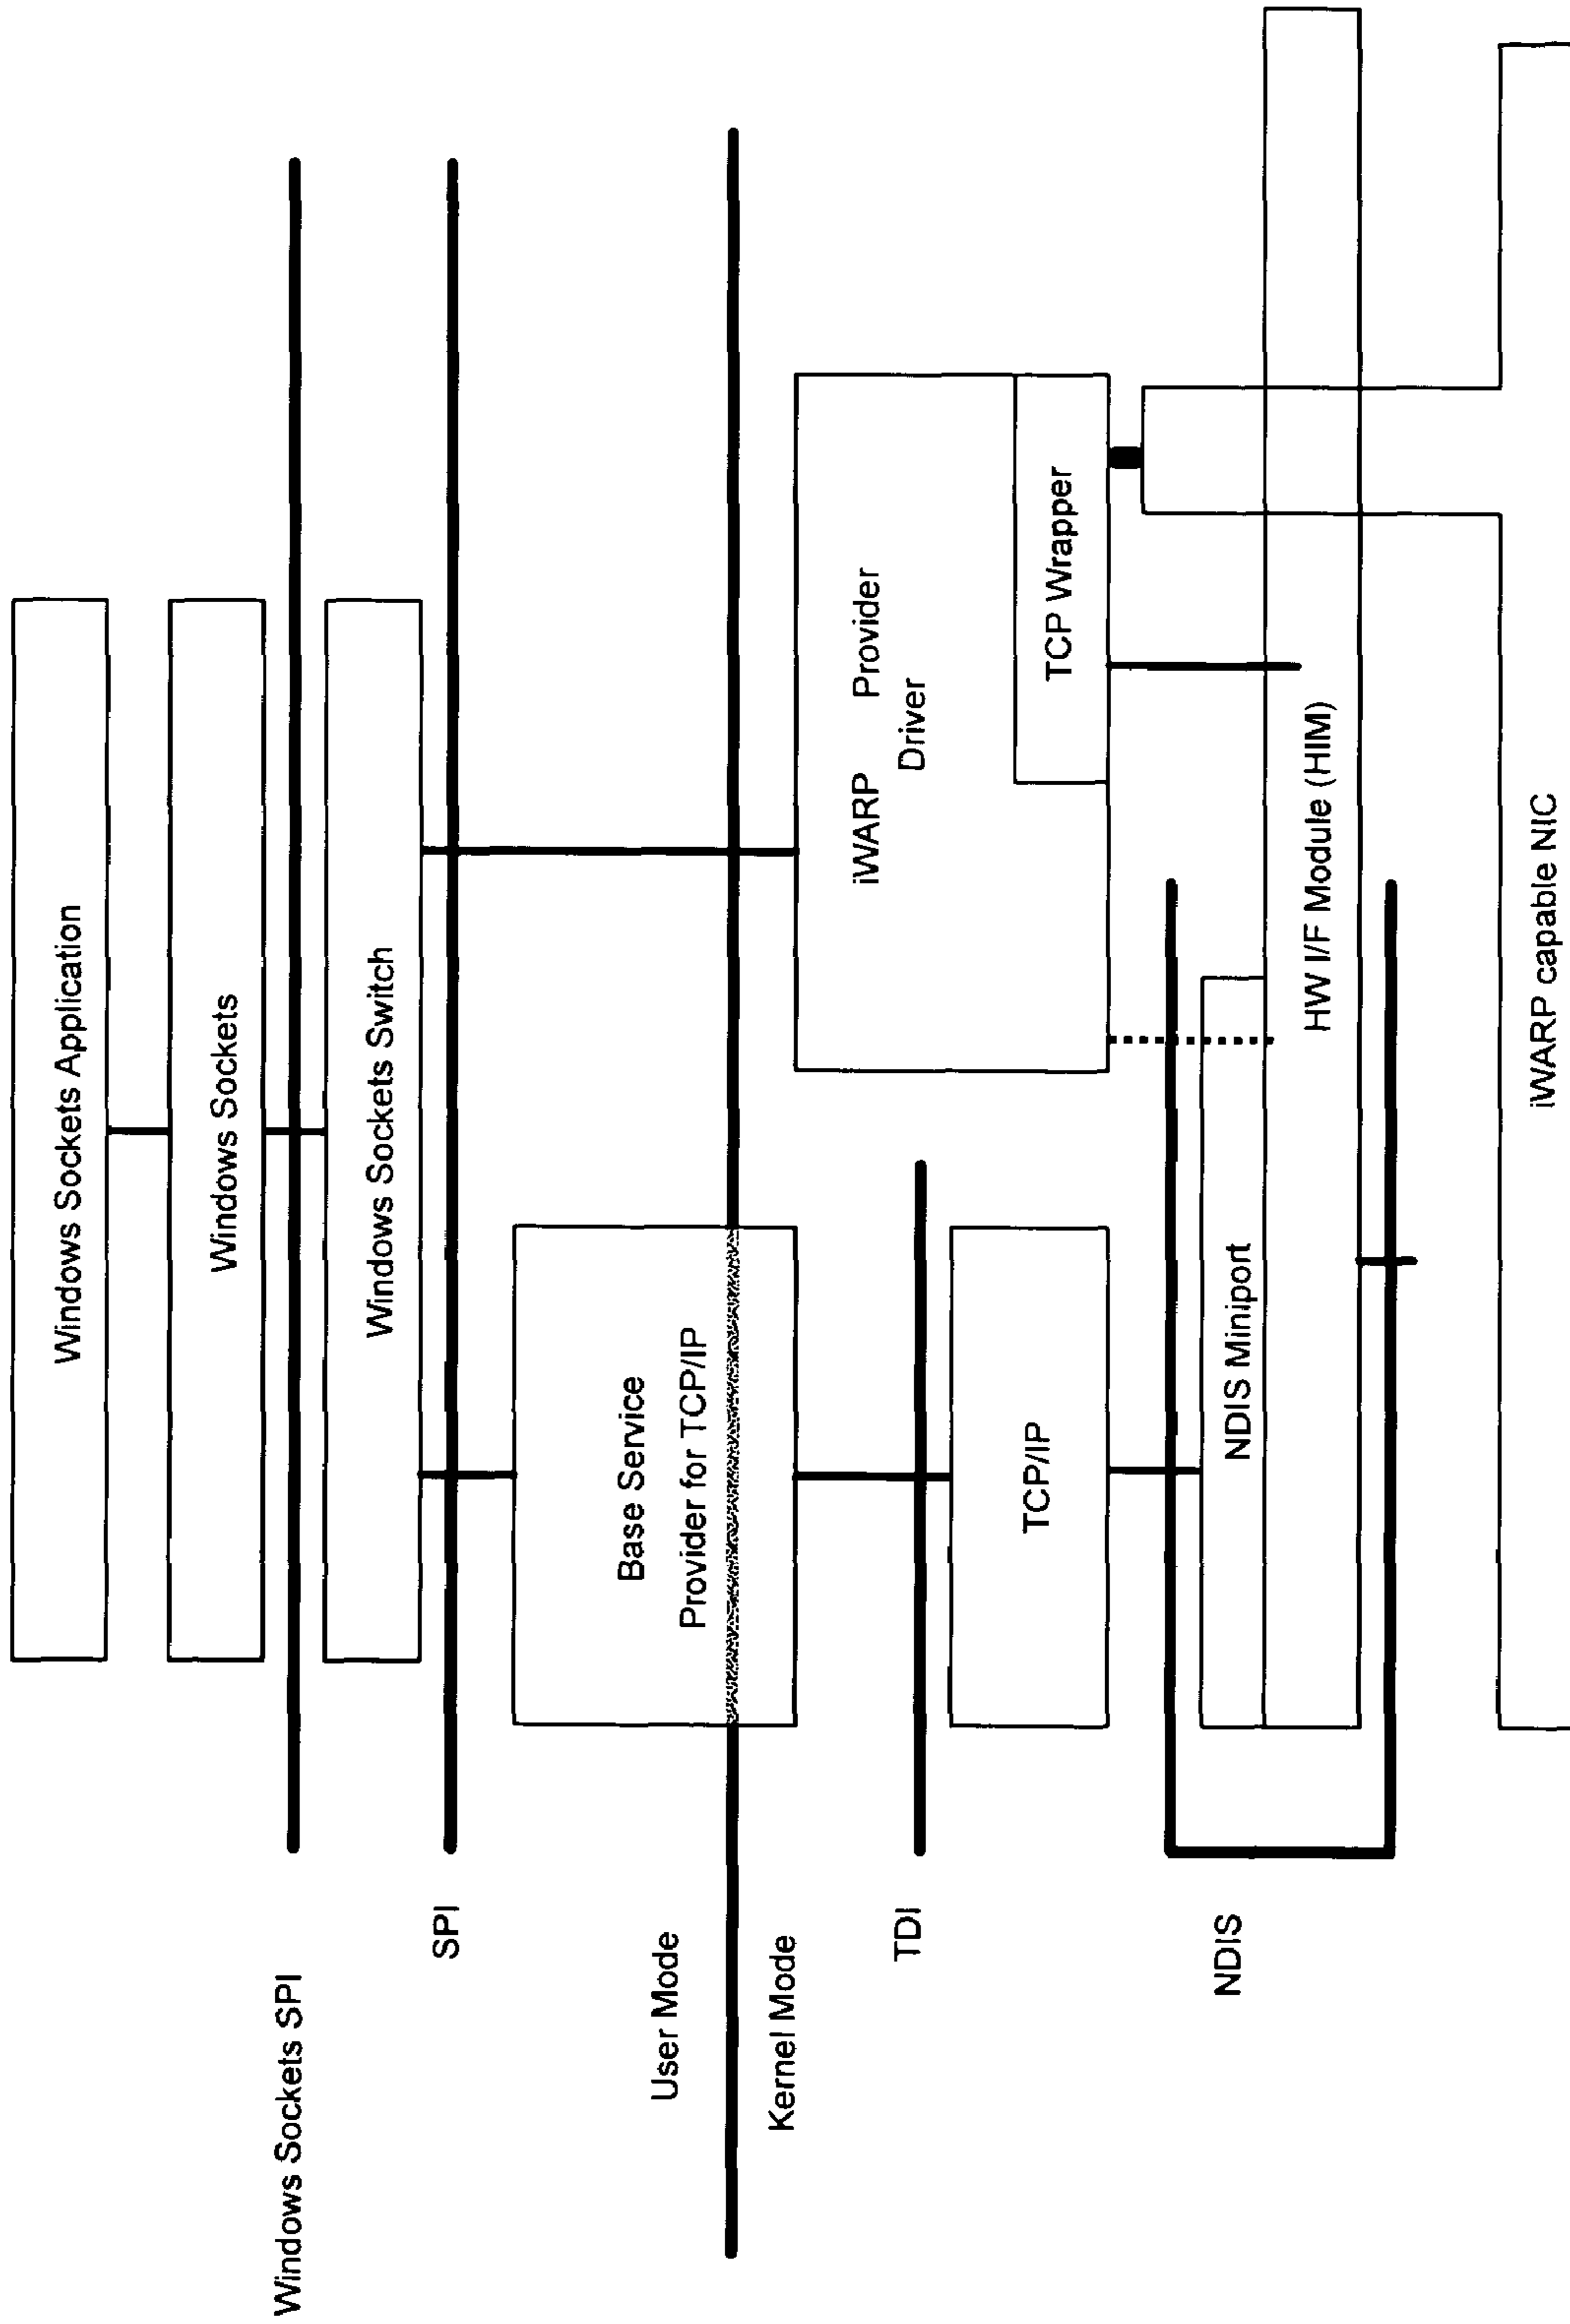 Windows Sockets Application
Windows Sockets
Windows Sockets SPI
Windows Sockets Switch
SPI
Base Service
Provider for TCP/IP
User Mode
Kernel Mode
iWARP Provider
Driver
TCP Wrapper
TDI
TCP/IP
NDIS
NDIS Miniport
HW I/F Module (HIM)
iWARP capable NIC